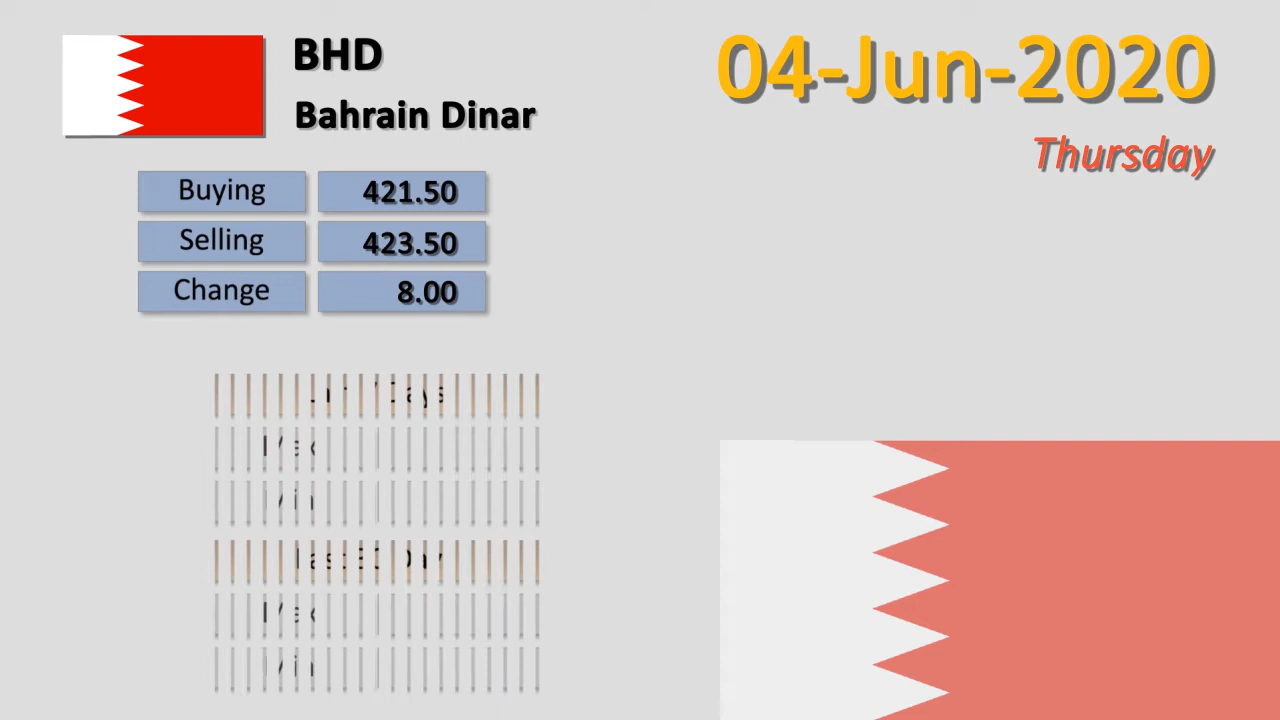 BHD
Bahrain Dinar
04-Jun-2020
Thursday
Buying 421.50
Selling 423.50
Change 8.00